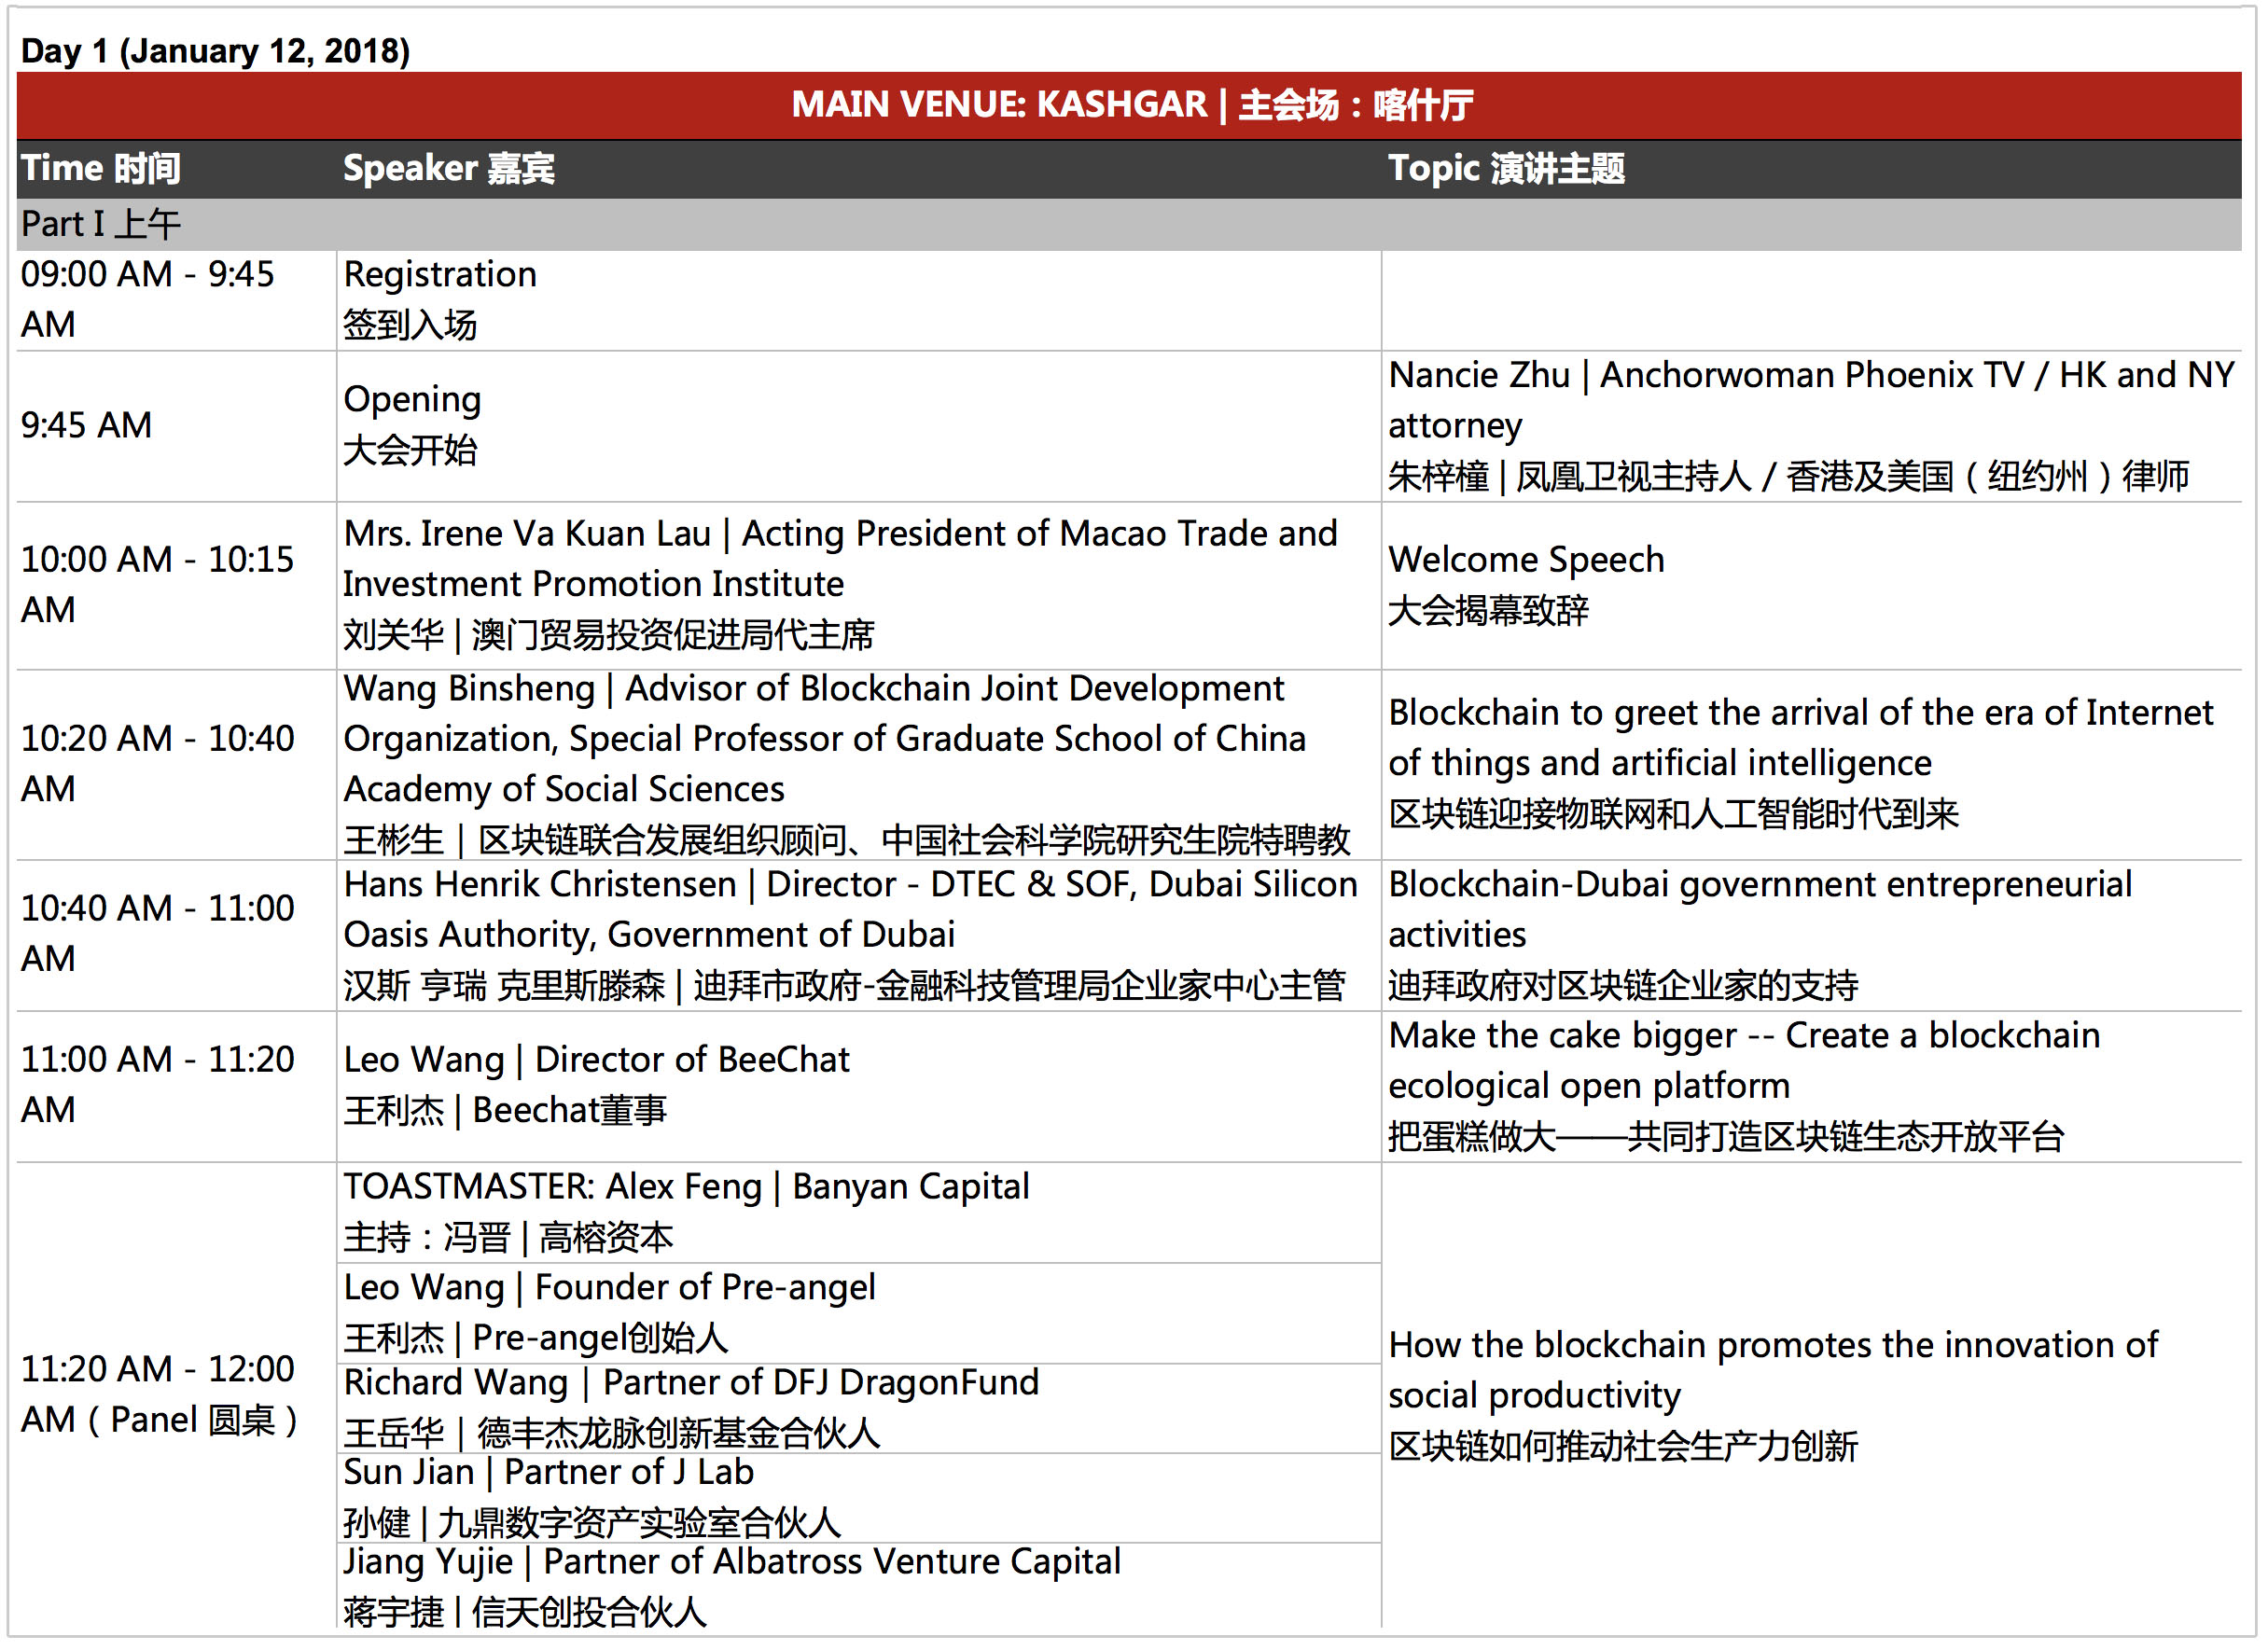 Day 1 (January 12, 2018)
MAIN VENUE: KASHGAR | 主会场：喀什厅
Time 时间 Speaker 嘉宾 Topic 演讲主题
Part I 上午
09:00 AM - 9:45
AM
Registration
签到入场
9:45 AM
Opening
大会开始
Nancie Zhu | Anchorwoman Phoenix TV / HK and NY
attorney
朱梓橦 | 凤凰卫视主持人 / 香港及美国（纽约州）律师
10:00 AM - 10:15
AM
Mrs. Irene Va Kuan Lau | Acting President of Macao Trade and
Investment Promotion Institute
刘关华 | 澳门贸易投资促进局代主席
Welcome Speech
大会揭幕致辞
10:20 AM - 10:40
AM
Wang Binsheng | Advisor of Blockchain Joint Development
Organization, Special Professor of Graduate School of China
Academy of Social Sciences
王彬生 | 区块链联合发展组织顾问、中国社会科学院研究生院特聘教
Blockchain to greet the arrival of the era of Internet
of things and artificial intelligence
区块链迎接物联网和人工智能时代到来
10:40 AM - 11:00
AM
Hans Henrik Christensen | Director - DTEC & SOF, Dubai Silicon
Oasis Authority, Government of Dubai
汉斯 亨瑞 克里斯滕森 | 迪拜市政府-金融科技管理局企业家中心主管
Blockchain-Dubai government entrepreneurial
activities
迪拜政府对区块链企业家的支持
11:00 AM - 11:20
AM
Leo Wang | Director of BeeChat
王利杰 | Beechat董事
Make the cake bigger -- Create a blockchain
ecological open platform
把蛋糕做大——共同打造区块链生态开放平台
11:20 AM - 12:00
AM（Panel 圆桌）
TOASTMASTER: Alex Feng | Banyan Capital
主持：冯晋 | 高榕资本
Leo Wang | Founder of Pre-angel
王利杰 | Pre-angel创始人
Richard Wang | Partner of DFJ DragonFund
王岳华 | 德丰杰龙脉创新基金合伙人
Sun Jian | Partner of J Lab
孙健 | 九鼎数字资产实验室合伙人
Jiang Yujie | Partner of Albatross Venture Capital
蒋宇捷 | 信天创投合伙人
How the blockchain promotes the innovation of
social productivity
区块链如何推动社会生产力创新